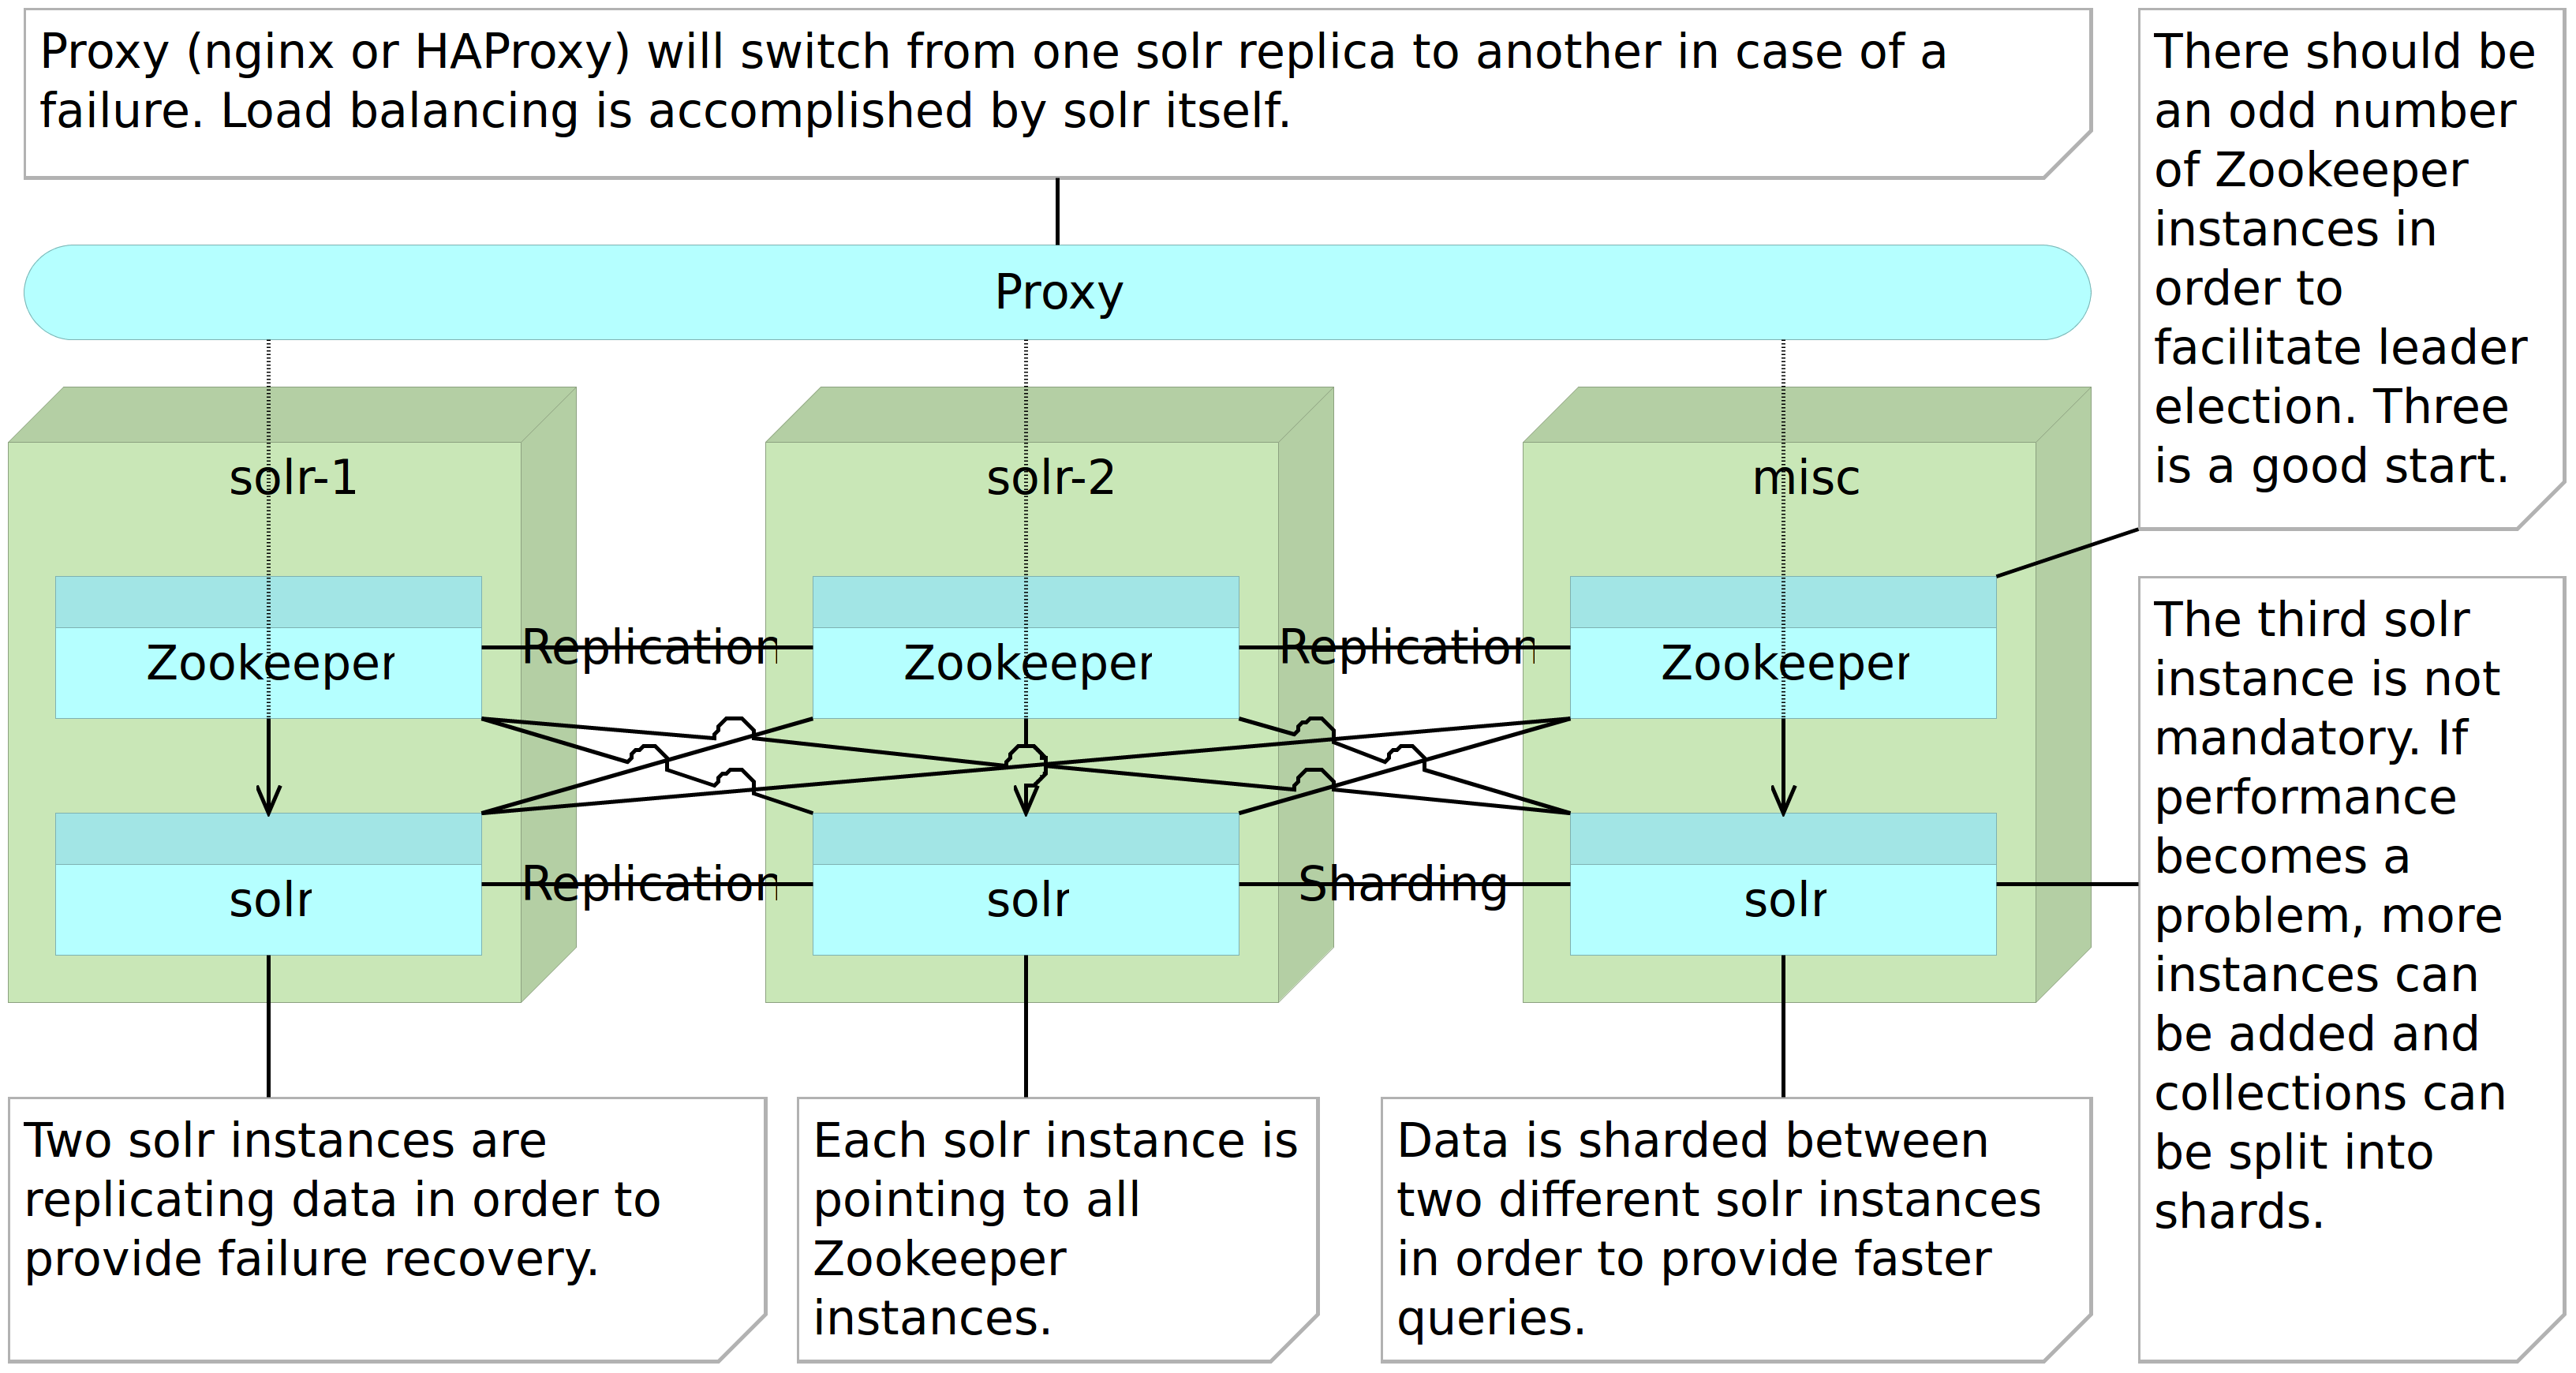 Proxy (nginx or HAProxy) will switch from one solr replica to another in case of a
failure. Load balancing is accomplished by solr itself.
There should be
an odd number
of Zookeeper
instances in
order to
facilitate leader
election. Three
is a good start.
Proxy
solr-1
solr-2
misc
Zookeeper
Replication
Zookeeper
Replication
Zookeeper
solr
Replication
solr
Sharding
solr
The third solr
instance is not
mandatory. If
performance
becomes a
problem, more
instances can
be added and
collections can
be split into
shards.
Two solr instances are
replicating data in order to
provide failure recovery.
Each solr instance is
pointing to all
Zookeeper
instances.
Data is sharded between
two different solr instances
in order to provide faster
queries.